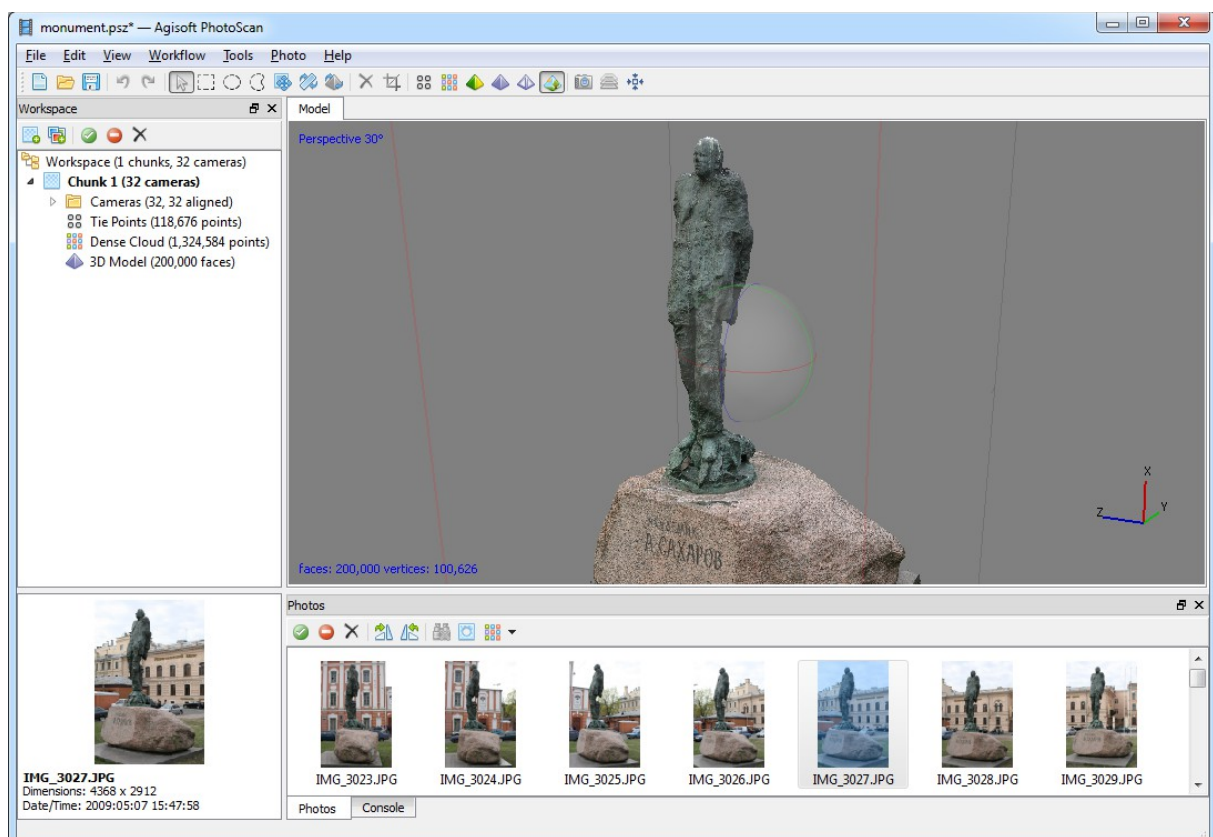 monument.psz* — Agisoft PhotoScan
File Edit View Workflow Tools Photo Help
Workspace
Model
Workspace (1 chunks, 32 cameras)
Chunk 1 (32 cameras)
Cameras (32, 32 aligned)
Tie Points (118,676 points)
Dense Cloud (1,324,584 points)
3D Model (200,000 faces)
Perspective 30°
А.САХАРОВ
X
Y
Z
faces: 200,000 vertices: 100,626
IMG_3027.JPG
Dimensions: 4368 x 2912
Date/Time: 2009:05:07 15:47:58
Photos
IMG_3023.JPG IMG_3024.JPG IMG_3025.JPG IMG_3026.JPG IMG_3027.JPG IMG_3028.JPG IMG_3029.JPG
Photos Console